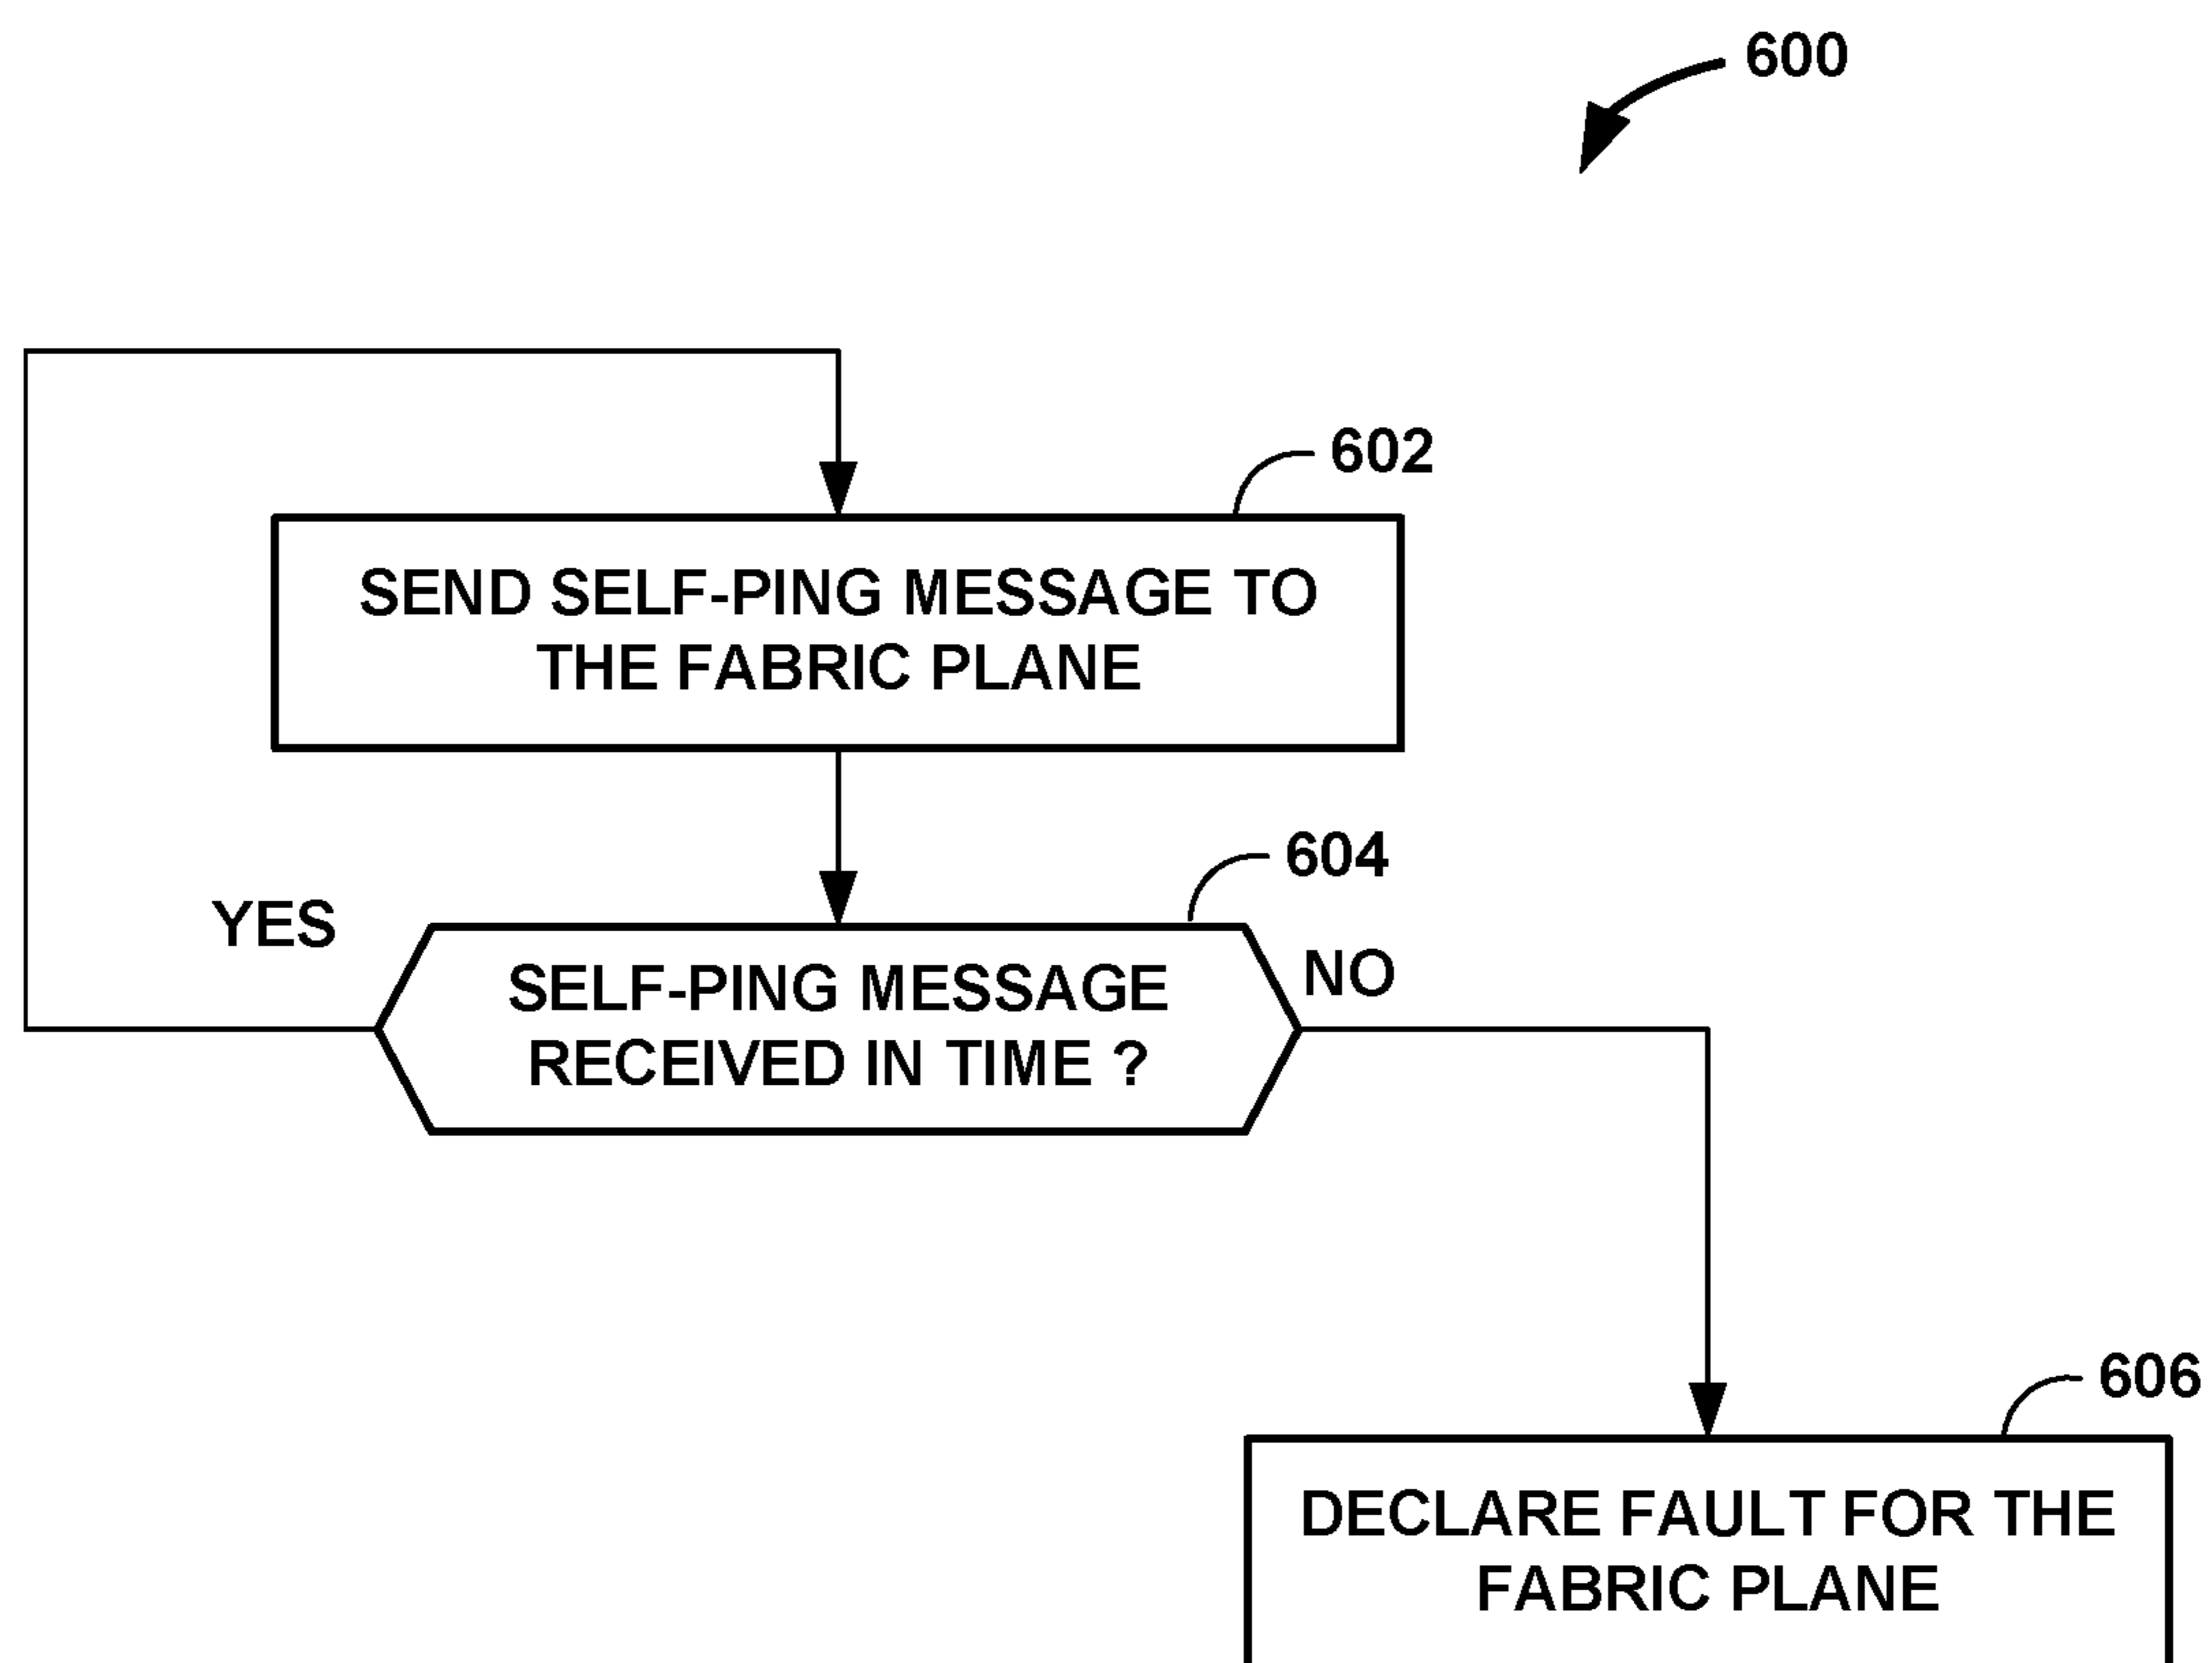 600
602
SEND SELF-PING MESSAGE TO
THE FABRIC PLANE
604
YES
NO
SELF-PING MESSAGE
RECEIVED IN TIME ?
606
DECLARE FAULT FOR THE
FABRIC PLANE